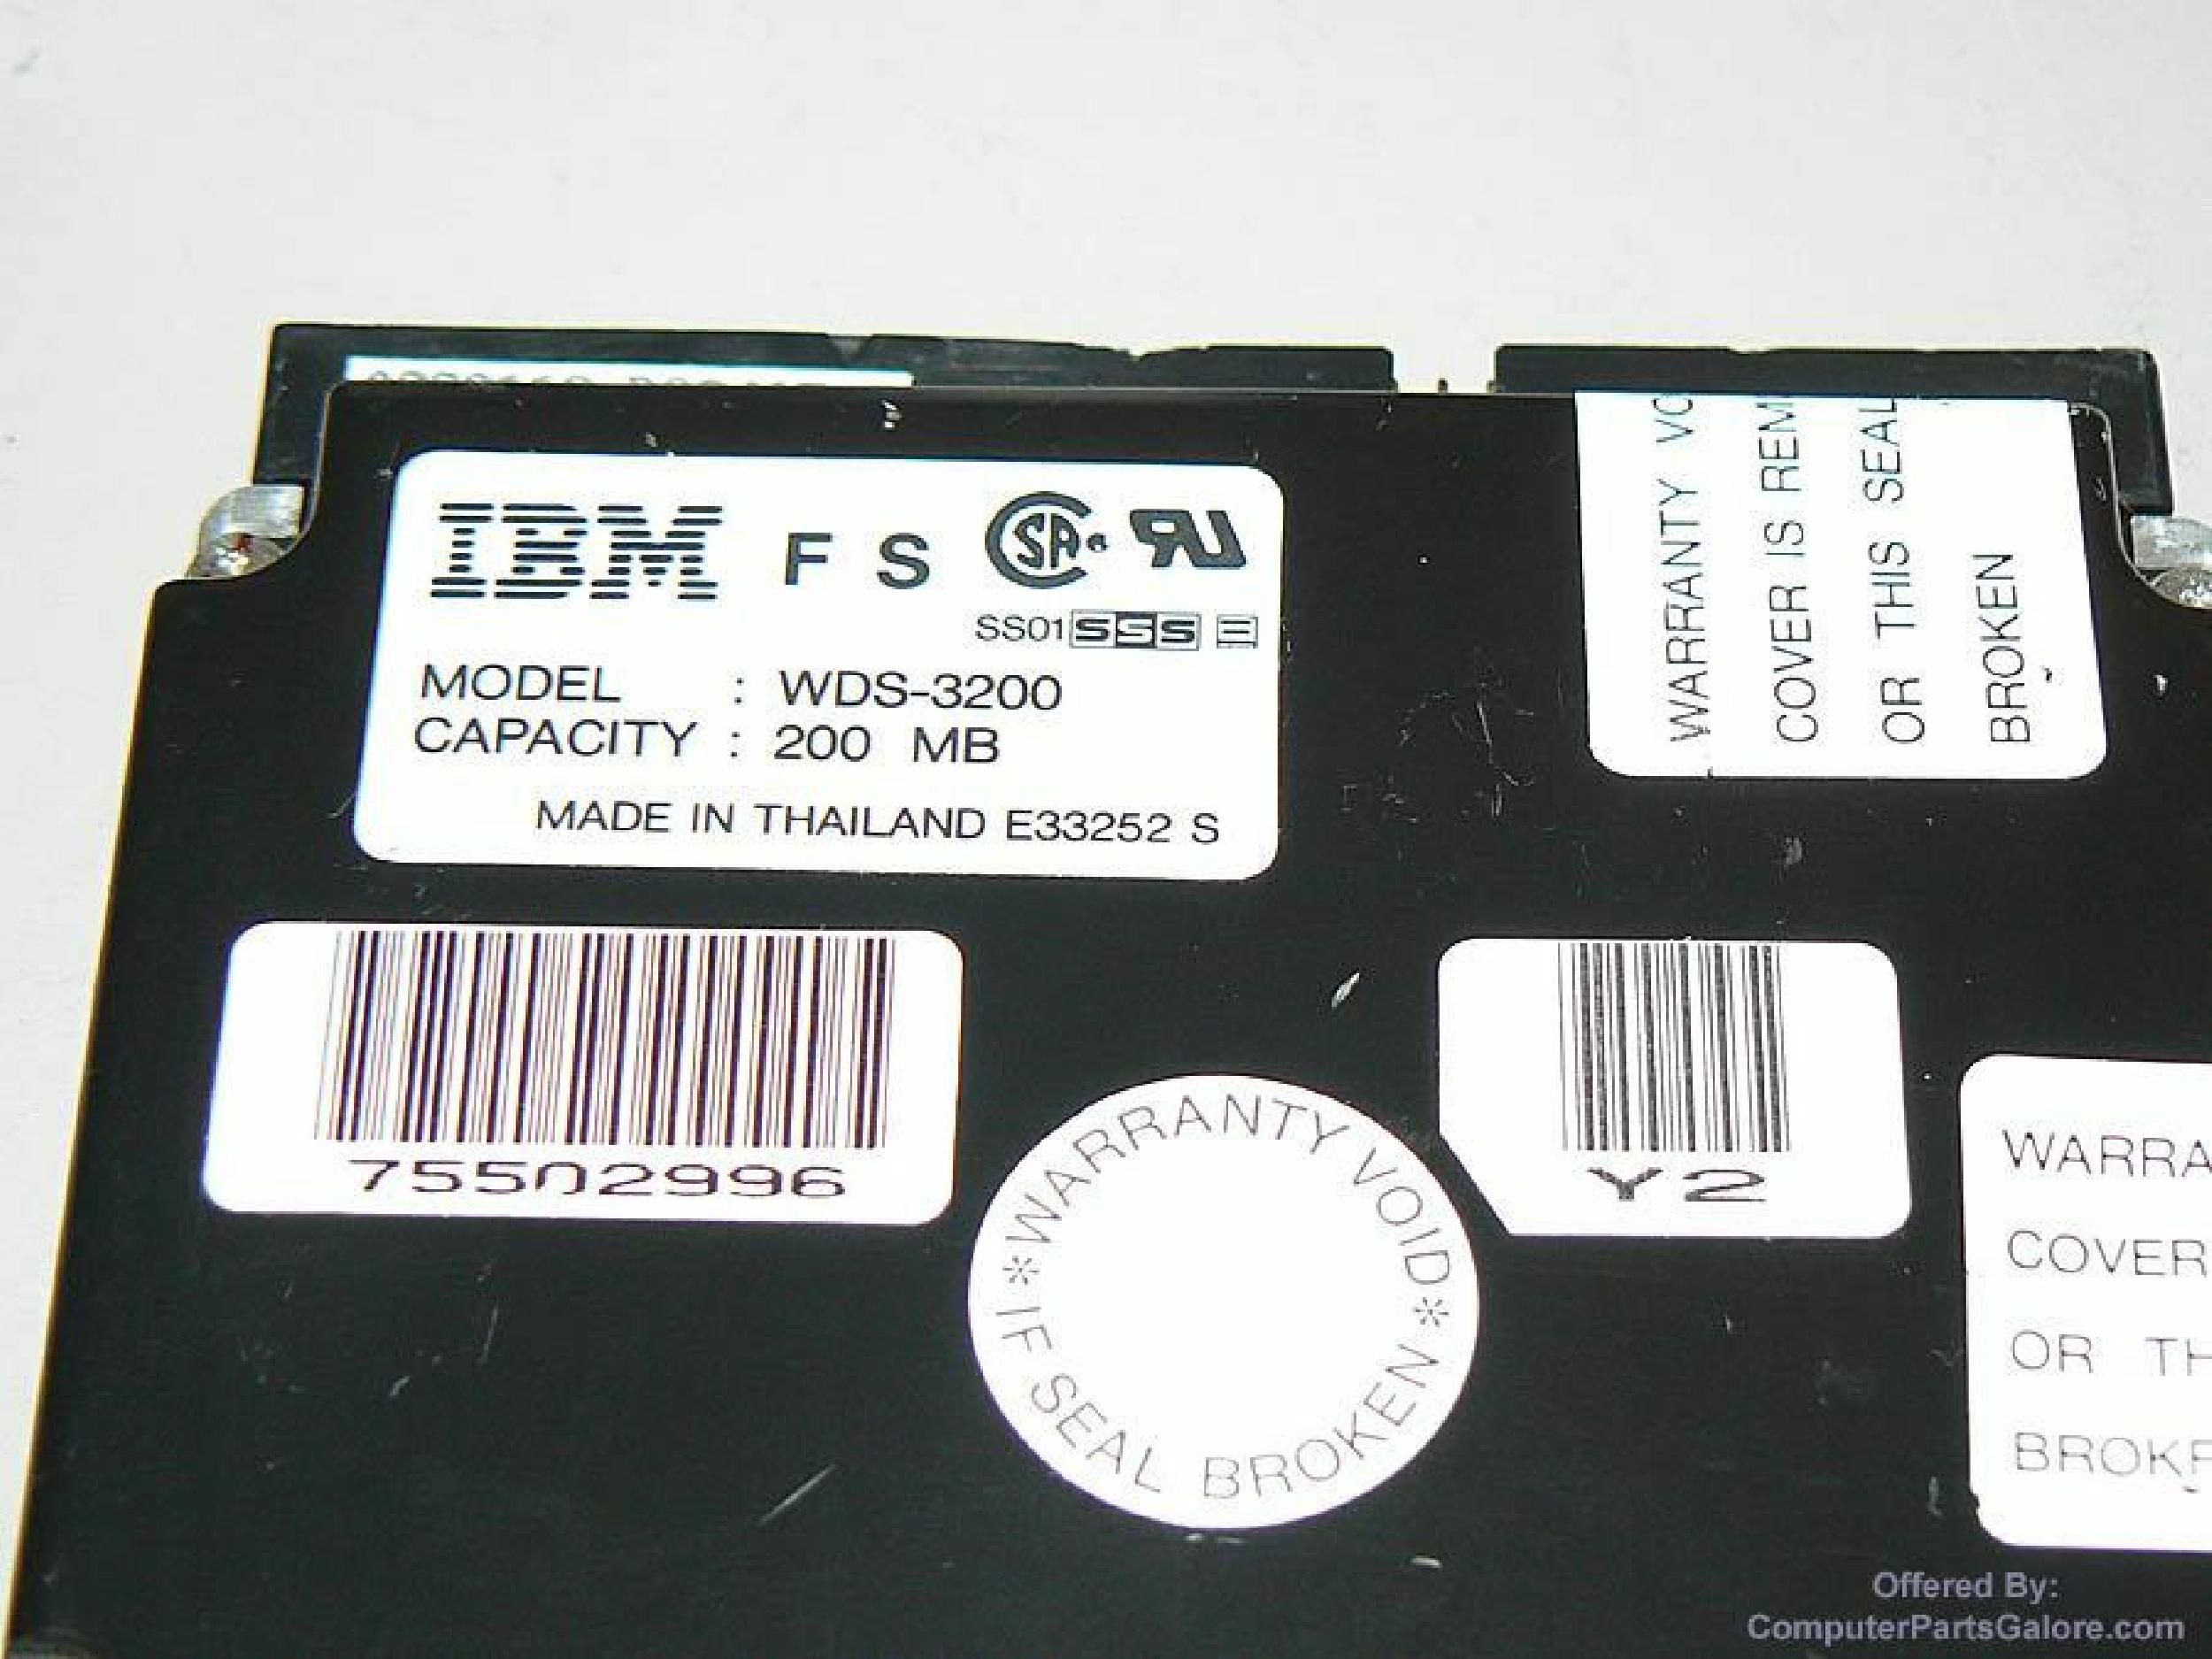 IBM F S
SS01 SSS E
MODEL : WDS-3200
CAPACITY : 200 MB
MADE IN THAILAND E33252 S
WARRANTY
COVER IS
OR THIS SEAL
BROKEN
75502996
Y2
*WARRANTY VOID*
IF SEAL BROKEN
COVER
OR
Offered By:
ComputerPartsGalore.com